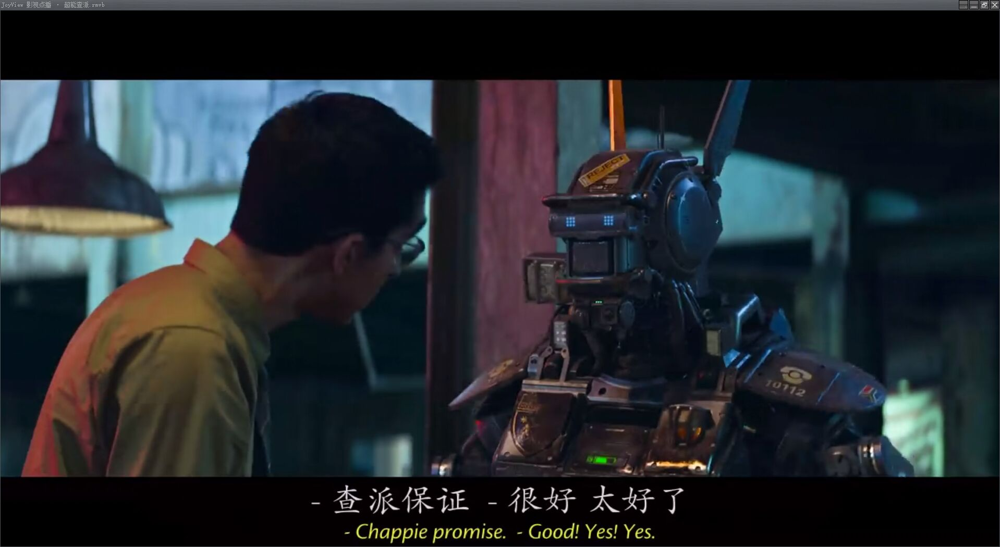 JoyView 影视点播 · 超能查派.rmvb
REJECT
10112
- 查派保证 - 很好 太好了
- Chappie promise. - Good! Yes! Yes.